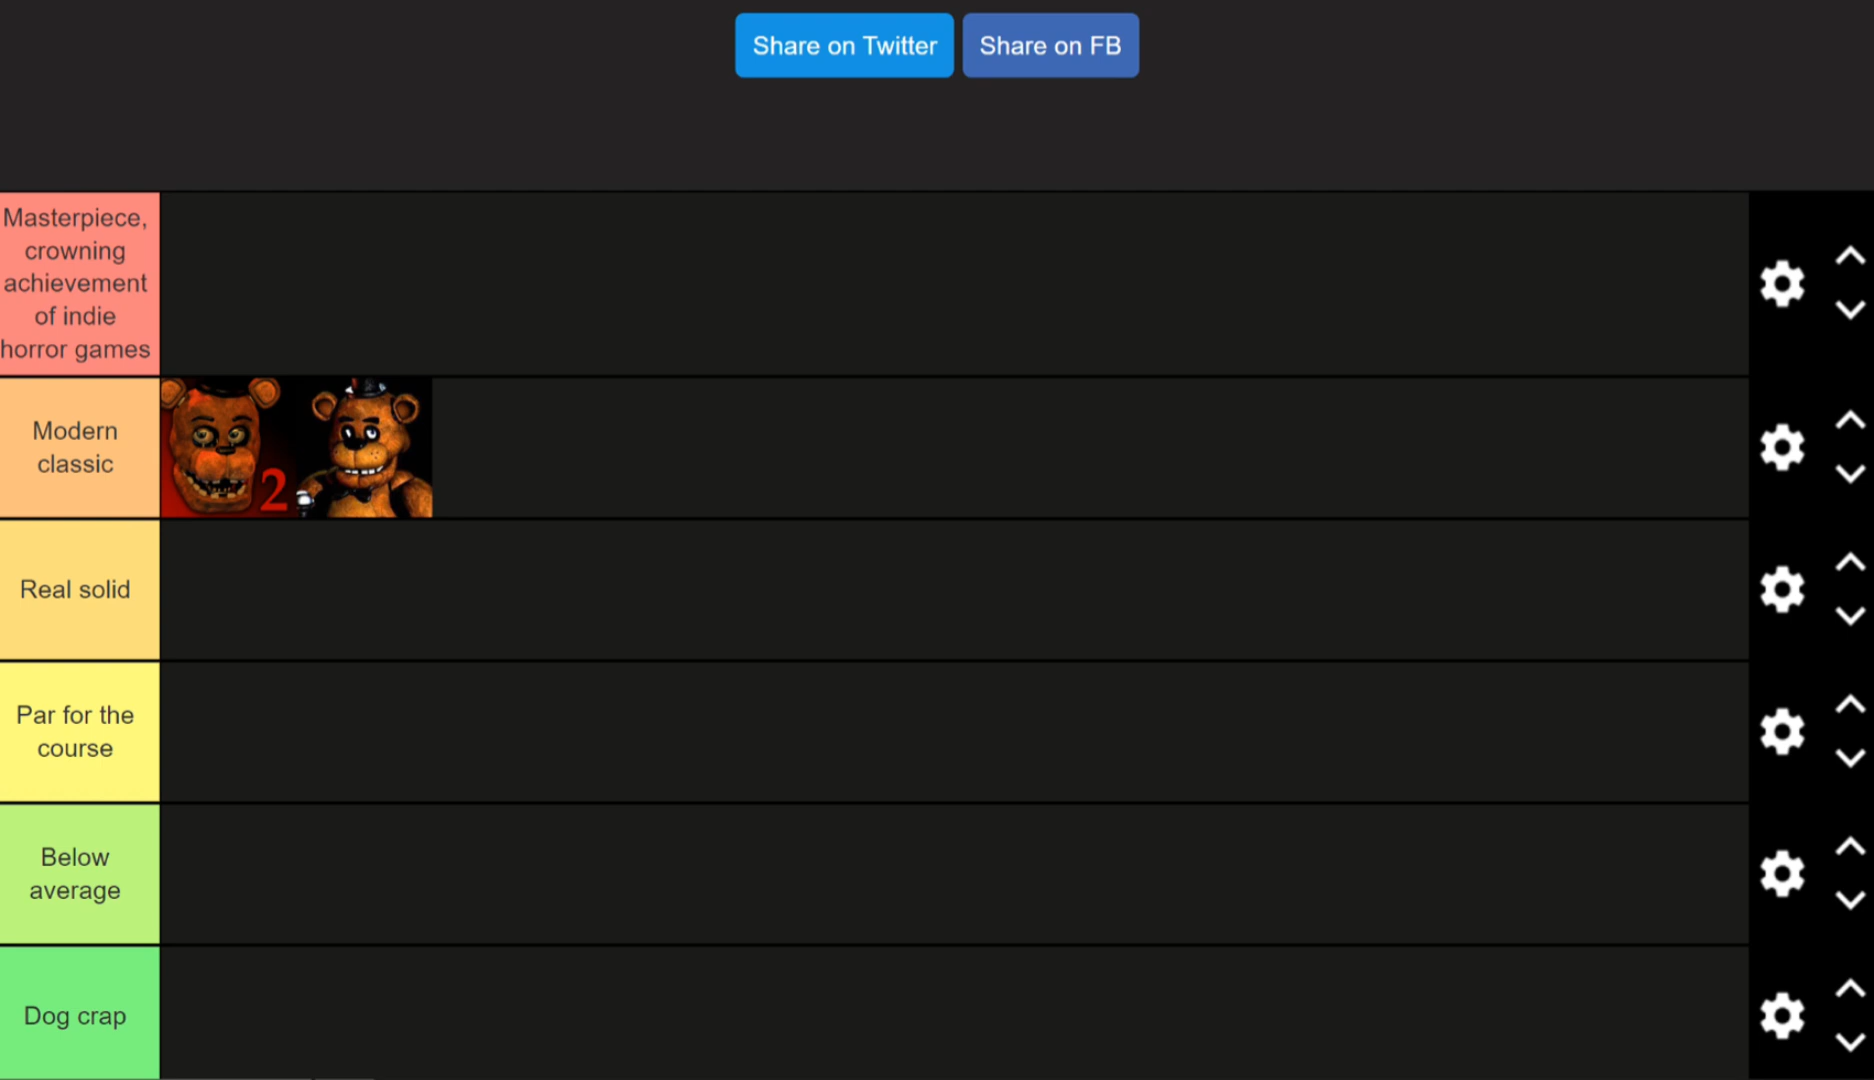 Share on Twitter
Share on FB
Masterpiece,
crowning
achievement
of indie
horror games
Modern
classic
2
Real solid
Par for the
course
Below
average
Dog crap